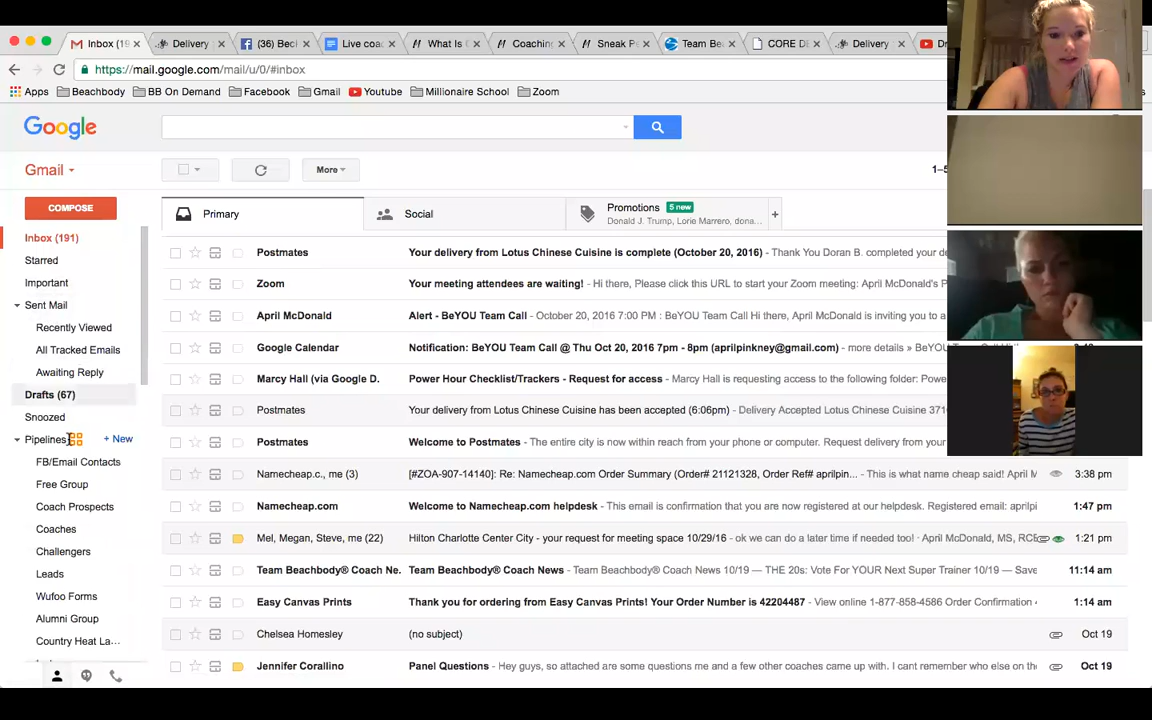 Inbox (19
Delivery
(36) Beck
Live coa
What Is
Coaching
Sneak P
Team Be
CORE DE
Delivery
https://mail.google.com/mail/u/0/#inbox
Apps Beachbody BB On Demand Facebook Gmail Youtube Millionaire School Zoom
Google
Gmail
More
1–5
COMPOSE
Primary
Social
Promotions 5 new
Donald J. Trump, Lorie Marrero, dona...
+
Inbox (191)
Starred
Important
Sent Mail
Recently Viewed
All Tracked Emails
Awaiting Reply
Drafts (67)
Snoozed
Pipelines + New
FB/Email Contacts
Free Group
Coach Prospects
Coaches
Challengers
Leads
Wufoo Forms
Alumni Group
Country Heat La...
Postmates Your delivery from Lotus Chinese Cuisine is complete (October 20, 2016) - Thank You Doran B. completed your de
Zoom Your meeting attendees are waiting! - Hi there, Please click this URL to start your Zoom meeting: April McDonald's P
April McDonald Alert - BeYOU Team Call - October 20, 2016 7:00 PM : BeYOU Team Call Hi there, April McDonald is inviting you to a
Google Calendar Notification: BeYOU Team Call @ Thu Oct 20, 2016 7pm - 8pm (aprilpinkney@gmail.com) - more details » BeYOU
Marcy Hall (via Google D. Power Hour Checklist/Trackers - Request for access - Marcy Hall is requesting access to the following folder: Power
Postmates Your delivery from Lotus Chinese Cuisine has been accepted (6:06pm) - Delivery Accepted Lotus Chinese Cuisine 371
Postmates Welcome to Postmates - The entire city is now within reach from your phone or computer. Request delivery from your
Namecheap.c., me (3) [#ZOA-907-14140]: Re: Namecheap.com Order Summary (Order# 21121328, Order Ref# aprilpin... - This is what name cheap said! April M 3:38 pm
Namecheap.com Welcome to Namecheap.com helpdesk - This email is confirmation that you are now registered at our helpdesk. Registered email: aprilpi 1:47 pm
Mel, Megan, Steve, me (22) Hilton Charlotte Center City - your request for meeting space 10/29/16 - ok we can do a later time if needed too! · April McDonald, MS, RCE 1:21 pm
Team Beachbody® Coach Ne. Team Beachbody® Coach News - Team Beachbody® Coach News 10/19 — THE 20s: Vote For YOUR Next Super Trainer 10/19 — Save 11:14 am
Easy Canvas Prints Thank you for ordering from Easy Canvas Prints! Your Order Number is 42204487 - View online 1-877-858-4586 Order Confirmation 1:14 am
Chelsea Homesley (no subject) Oct 19
Jennifer Corallino Panel Questions - Hey guys, so attached are some questions me and a few other coaches came up with. I cant remember who else on the Oct 19